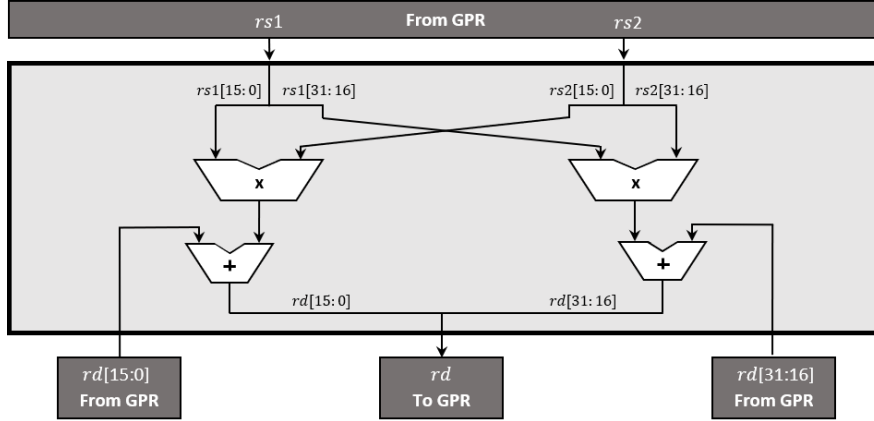 rs1 From GPR rs2
rs1[15:0] rs1[31:16] rs2[15:0] rs2[31:16]
x x
+ +
rd[15:0] rd[31:16]
rd[15:0] rd rd[31:16]
From GPR To GPR From GPR